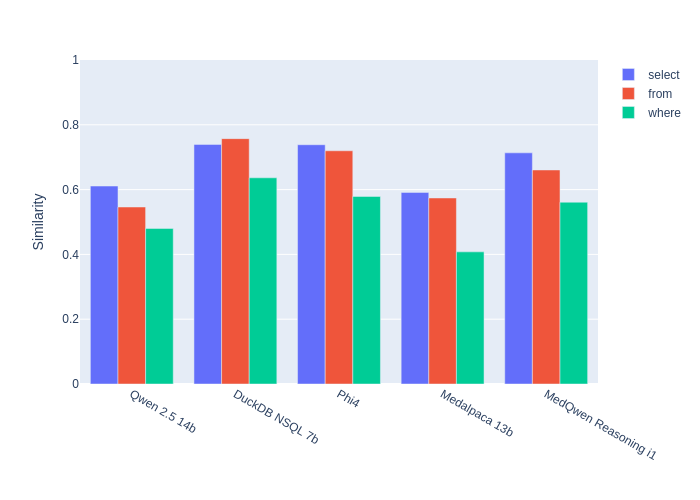 1
0.8
0.6
0.4
0.2
0
Similarity
Qwen 2.5 14b
DuckDB NSQL 7b
Phi4
Medalpaca 13b
MedQwen Reasoning i1
select
from
where